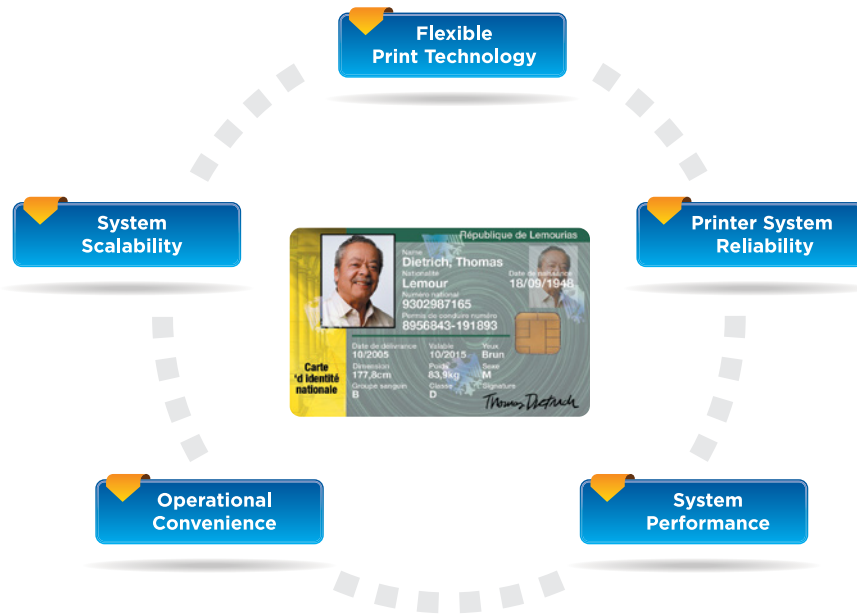 Flexible
Print Technology
System
Scalability
Printer System
Reliability
République de Lemourias
Name
Dietrich, Thomas
Nationalité
Lemour
Date de naissance
18/09/1948
Numéro national
9302987165
Permis de conduire numéro
8956843-191893
Date de délivrance
10/2005
Valable
10/2015
Yeux
Brun
Dimension
177,8cm
Poids
83,9kg
Sexe
M
Groupe sanguin
B
Classe
D
Signature
Thomas Dietrich
Carte
'd identité
nationale
Operational
Convenience
System
Performance